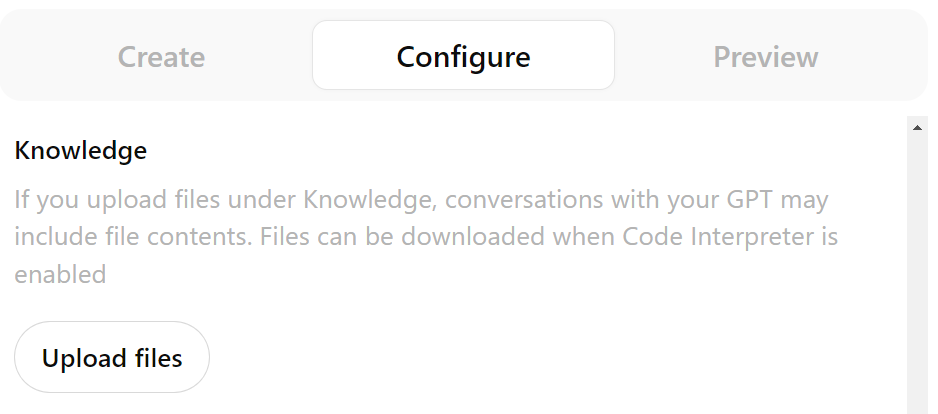 Create Configure Preview
Knowledge
If you upload files under Knowledge, conversations with your GPT may
include file contents. Files can be downloaded when Code Interpreter is
enabled
Upload files